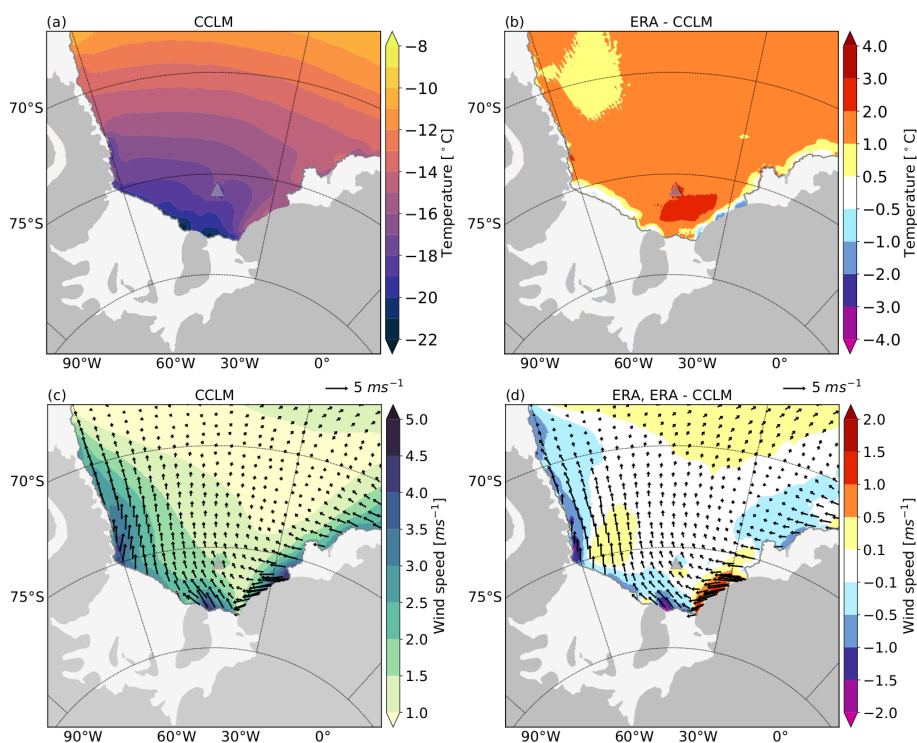 (a) CCLM
(b) ERA - CCLM
70°S
75°S
90°W 60°W 30°W 0°
−8
−10
−12
−14
−16
−18
−20
−22
Temperature [°C]
90°W 60°W 30°W 0°
4.0
3.0
2.0
1.0
0.5
−0.5
−1.0
−2.0
−3.0
−4.0
Temperature [°C]
(c) CCLM 5 ms⁻¹
(d) ERA, ERA - CCLM 5 ms⁻¹
70°S
75°S
90°W 60°W 30°W 0°
5.0
4.5
4.0
3.5
3.0
2.5
2.0
1.5
1.0
Wind speed [ms⁻¹]
70°S
75°S
90°W 60°W 30°W 0°
2.0
1.5
1.0
0.5
0.1
−0.1
−0.5
−1.0
−1.5
−2.0
Wind speed [ms⁻¹]